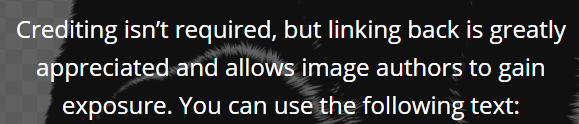 Crediting isn’t required, but linking back is greatly
appreciated and allows image authors to gain
exposure. You can use the following text: